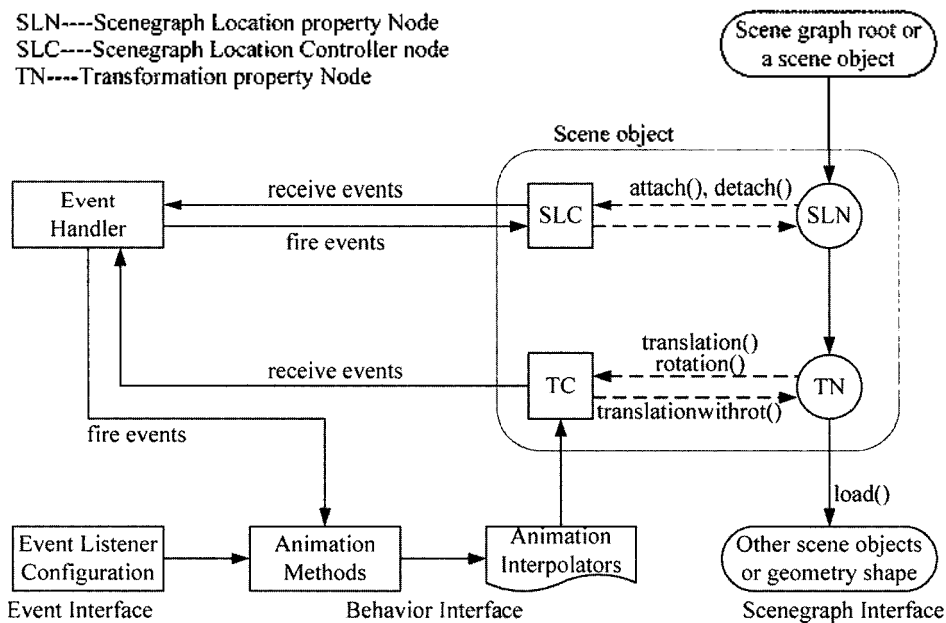 SLN----Scenegraph Location property Node
SLC----Scenegraph Location Controller node
TN----Transformation property Node
Scene graph root or
a scene object
Scene object
Event
Handler
receive events
fire events
SLC
attach(), detach()
SLN
receive events
TC
translation()
rotation()
translationwithrot()
TN
fire events
load()
Event Listener
Configuration
Animation
Methods
Animation
Interpolators
Other scene objects
or geometry shape
Event Interface
Behavior Interface
Scenegraph Interface